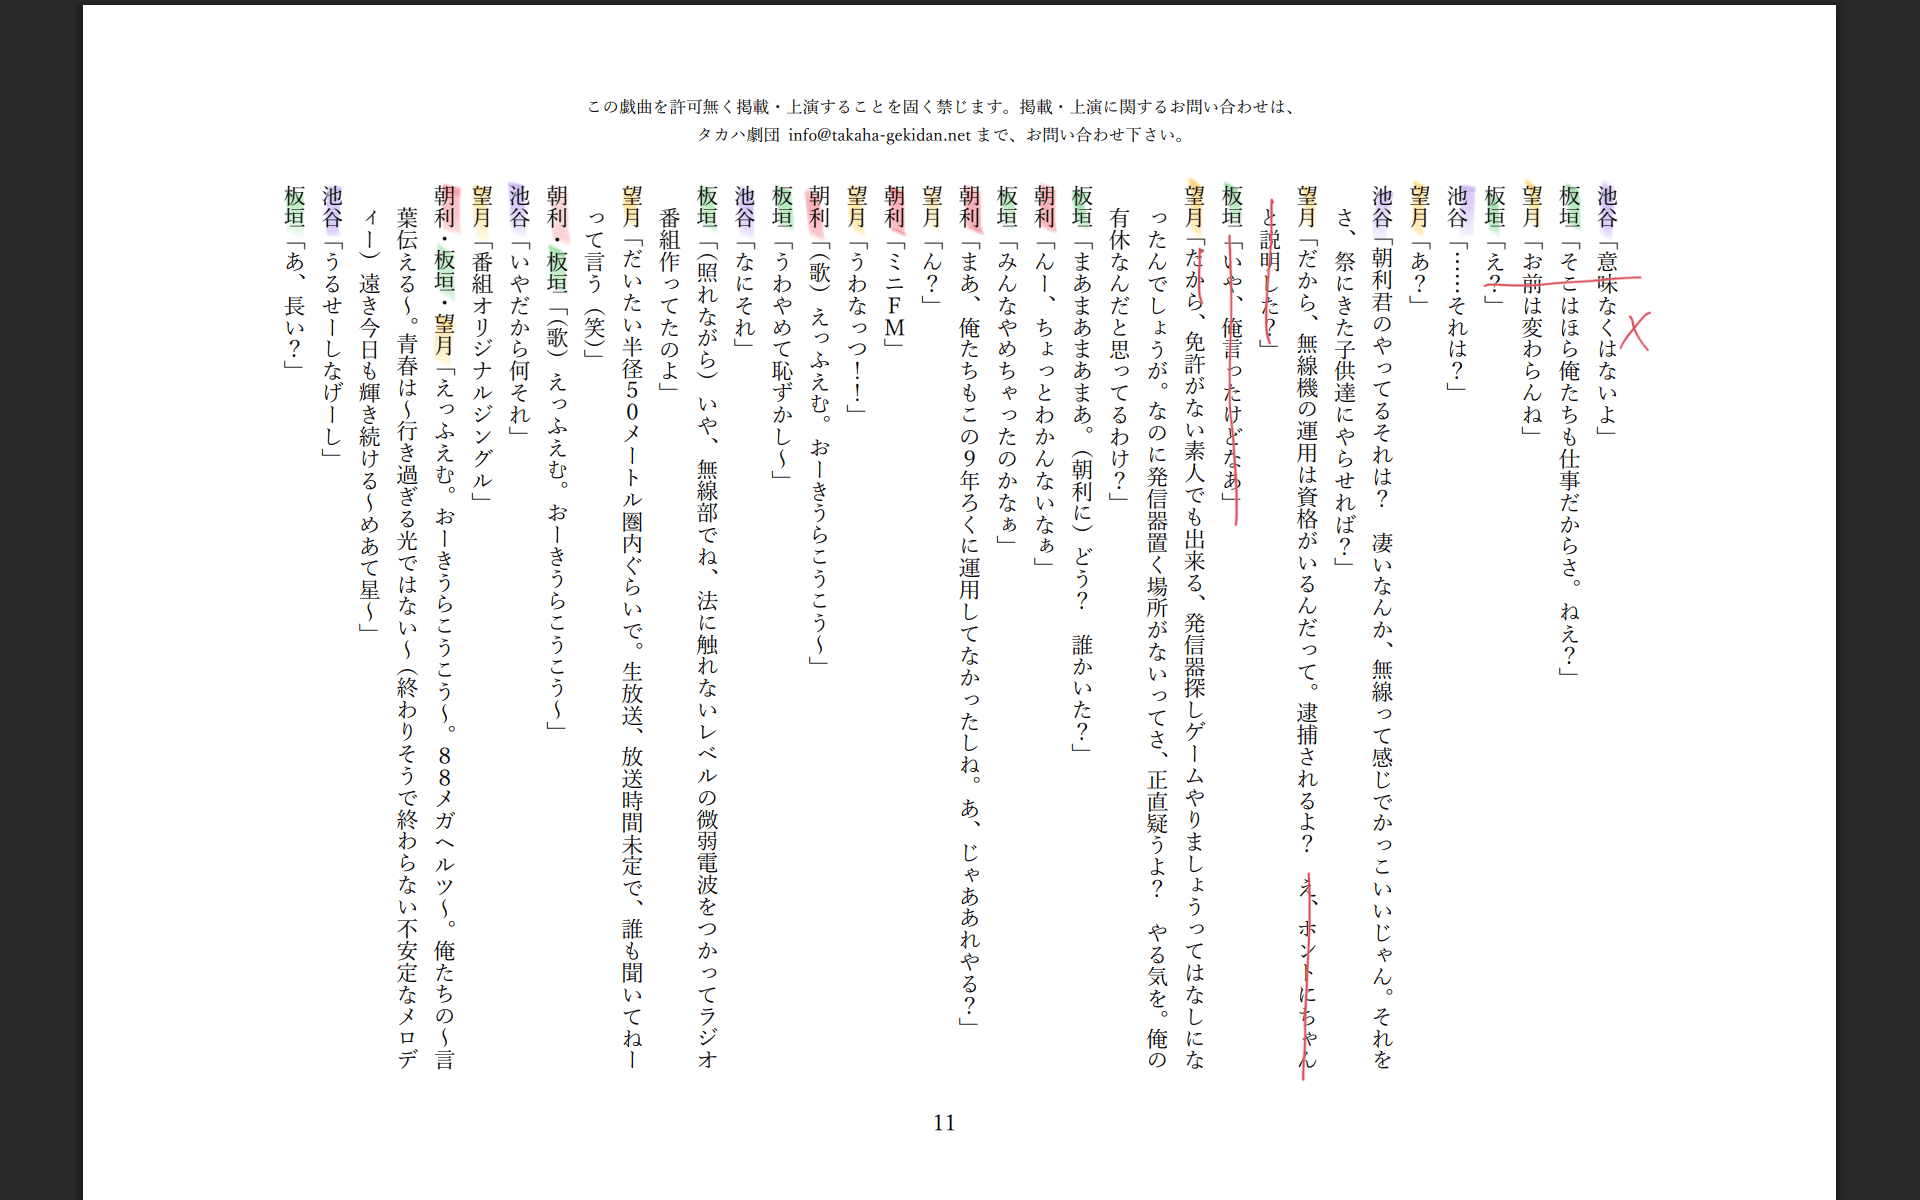 この戯曲を許可無く掲載・上演することを固く禁じます。掲載・上演に関するお問い合わせは、
タカハ劇団 info@takaha-gekidan.net まで、お問い合わせ下さい。
池谷「意味なくはないよ」
板垣「そこはほら俺たちも仕事だからさ。ねえ？」
望月「お前は変わらんね」
板垣「え？」
池谷「……それは？」
望月「あ？」
池谷「朝利君のやってるそれは？　凄いなんか、無線って感じでかっこいいじゃん。それを
さ、祭にきた子供達にやらせれば？」
望月「だから、無線機の運用は資格がいるんだって。逮捕されるよ？　え、ホントにちゃん
と説明した？」
板垣「いや、俺言ったけどなあ」
望月「だから、免許がない素人でも出来る、発信器探しゲームやりましょうってはなしにな
ったんでしょうが。なのに発信器置く場所がないってさ、正直疑うよ？　やる気を。俺の
有休なんだと思ってるわけ？」
板垣「まあまあまあまあ。（朝利に）どう？　誰かいた？」
朝利「んー、ちょっとわかんないなぁ」
板垣「みんなやめちゃったのかなぁ」
朝利「まあ、俺たちもこの９年ろくに運用してなかったしね。あ、じゃああれやる？」
望月「ん？」
朝利「ミニＦＭ」
望月「うわなっつ！！」
朝利「（歌）えっふえむ。おーきうらこうこう～」
板垣「うわやめて恥ずかし～」
池谷「なにそれ」
板垣「（照れながら）いや、無線部でね、法に触れないレベルの微弱電波をつかってラジオ
番組作ってたのよ」
望月「だいたい半径５０メートル圏内ぐらいで。生放送、放送時間未定で、誰も聞いてねー
って言う（笑）」
朝利・板垣「（歌）えっふえむ。おーきうらこうこう～」
池谷「いやだから何それ」
望月「番組オリジナルジングル」
朝利・板垣・望月「えっふえむ。おーきうらこうこう～。８８メガヘルツ～。俺たちの～言
葉伝える～。青春は～行き過ぎる光ではない～（終わりそうで終わらない不安定なメロデ
ィー）遠き今日も輝き続ける～めあて星～」
池谷「うるせーしなげーし」
板垣「あ、長い？」
11